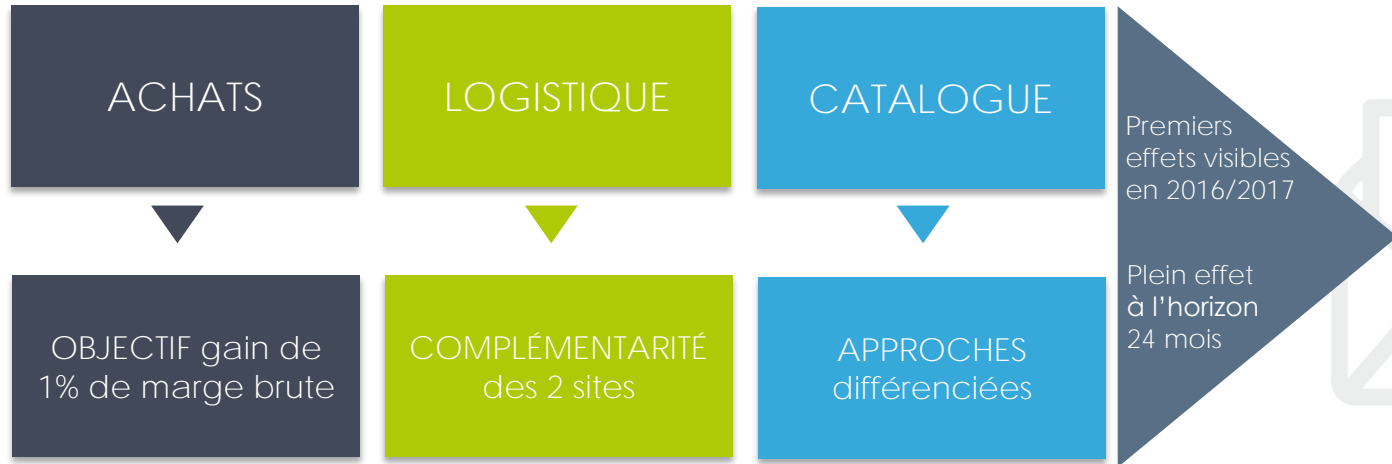 ACHATS
LOGISTIQUE
CATALOGUE
OBJECTIF gain de
1% de marge brute
COMPLÉMENTARITÉ
des 2 sites
APPROCHES
différenciées
Premiers
effets visibles
en 2016/2017
Plein effet
à l'horizon
24 mois